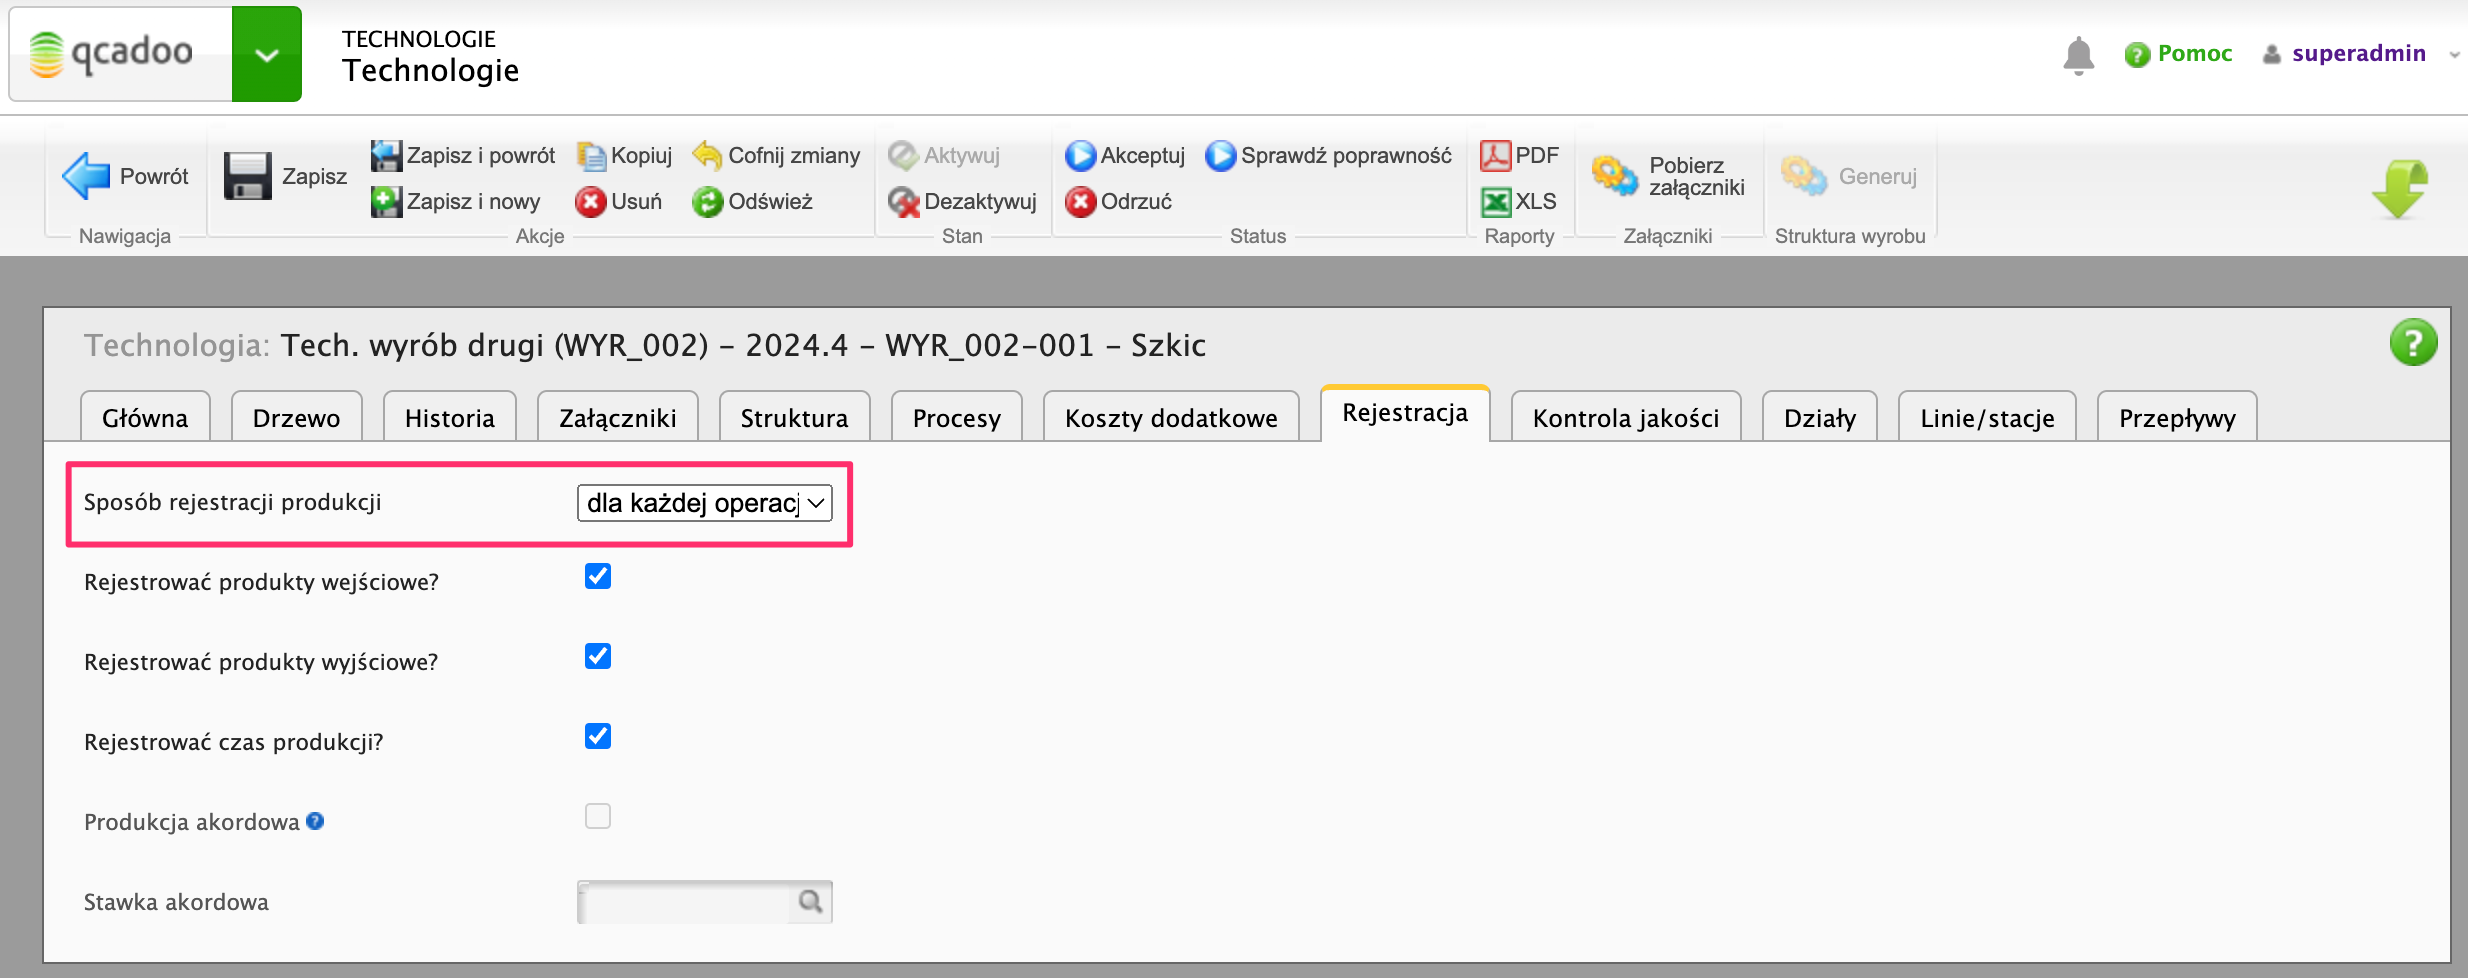 qcadoo
TECHNOLOGIE
Technologie
Pomoc
superadmin
Powrót
Nawigacja
Zapisz
Zapisz i powrót
Kopiuj
Cofnij zmiany
Zapisz i nowy
Usuń
Odśwież
Akcje
Aktywuj
Dezaktywuj
Stan
Akceptuj
Sprawdź poprawność
Odrzuć
Status
PDF
XLS
Raporty
Pobierz
załączniki
Załączniki
Generuj
Struktura wyrobu
Technologia: Tech. wyrób drugi (WYR_002) - 2024.4 - WYR_002-001 - Szkic
?
Główna
Drzewo
Historia
Załączniki
Struktura
Procesy
Koszty dodatkowe
Rejestracja
Kontrola jakości
Działy
Linie/stacje
Przepływy
Sposób rejestracji produkcji
dla każdej operacj
Rejestrować produkty wejściowe?
Rejestrować produkty wyjściowe?
Rejestrować czas produkcji?
Produkcja akordowa ?
Stawka akordowa